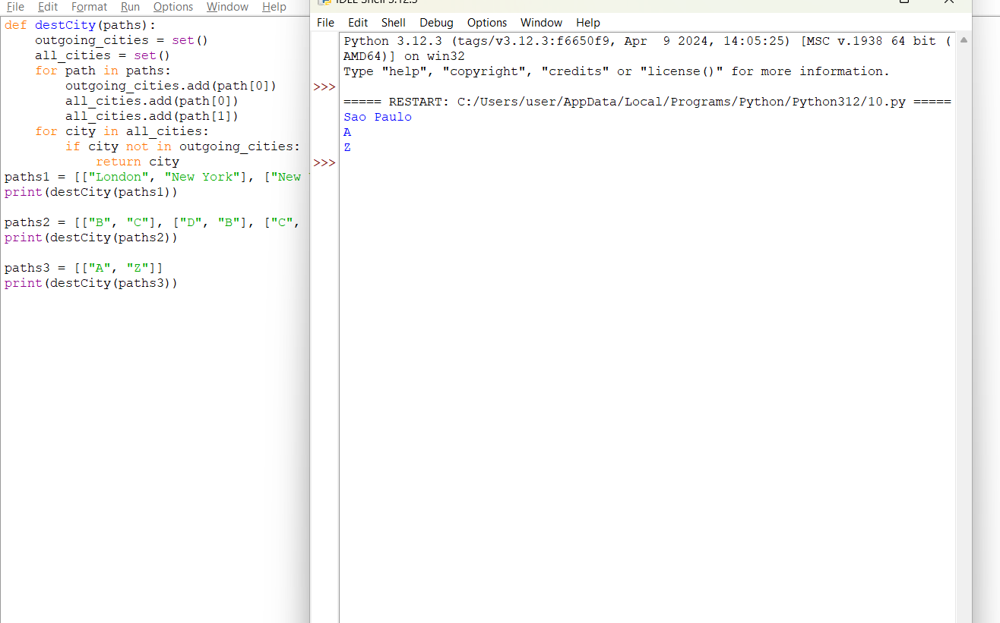 File Edit Format Run Options Window Help
def destCity(paths):
    outgoing_cities = set()
    all_cities = set()
    for path in paths:
        outgoing_cities.add(path[0])
        all_cities.add(path[0])
        all_cities.add(path[1])
    for city in all_cities:
        if city not in outgoing_cities:
            return city
paths1 = [["London", "New York"], ["New
print(destCity(paths1))
paths2 = [["B", "C"], ["D", "B"], ["C",
print(destCity(paths2))
paths3 = [["A", "Z"]]
print(destCity(paths3))
IDLE Shell 3.12.3
File Edit Shell Debug Options Window Help
Python 3.12.3 (tags/v3.12.3:f6650f9, Apr  9 2024, 14:05:25) [MSC v.1938 64 bit (
AMD64)] on win32
Type "help", "copyright", "credits" or "license()" for more information.
>>>
===== RESTART: C:/Users/user/AppData/Local/Programs/Python/Python312/10.py =====
Sao Paulo
A
Z
>>>